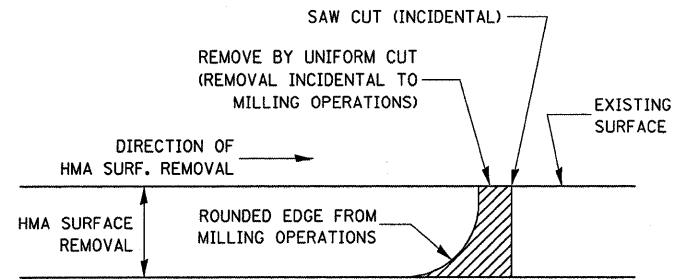 SAW CUT (INCIDENTAL)
REMOVE BY UNIFORM CUT
(REMOVAL INCIDENTAL TO
MILLING OPERATIONS)
EXISTING
SURFACE
DIRECTION OF
HMA SURF. REMOVAL
HMA SURFACE
REMOVAL
ROUNDED EDGE FROM
MILLING OPERATIONS